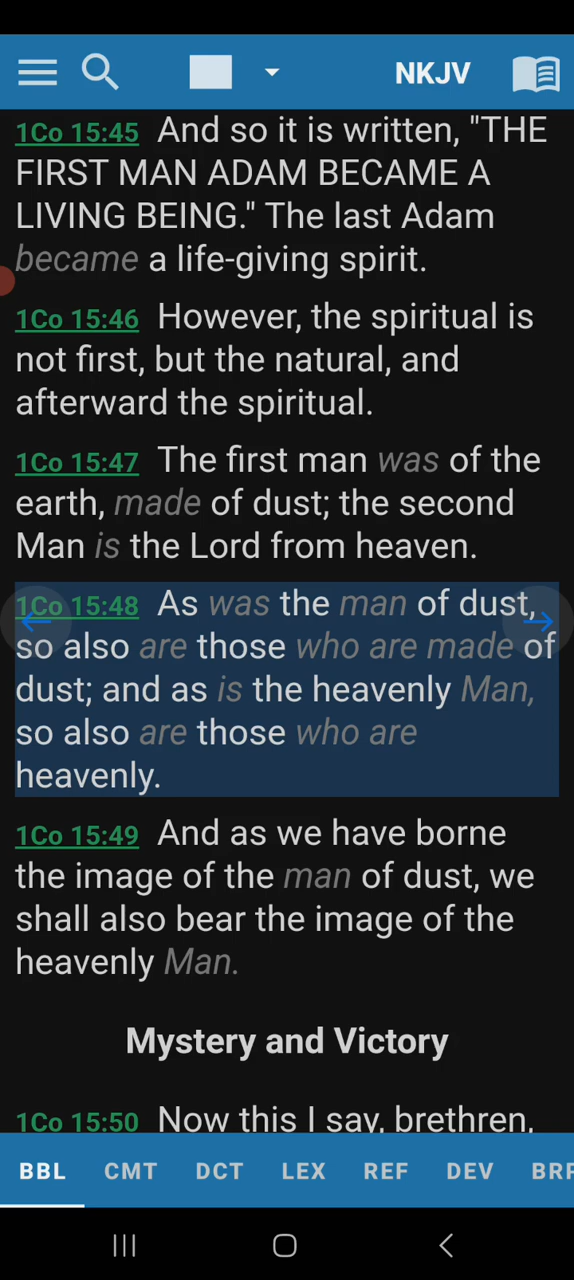 NKJV
1Co 15:45 And so it is written, "THE
FIRST MAN ADAM BECAME A
LIVING BEING." The last Adam
became a life-giving spirit.
1Co 15:46 However, the spiritual is
not first, but the natural, and
afterward the spiritual.
1Co 15:47 The first man was of the
earth, made of dust; the second
Man is the Lord from heaven.
1Co 15:48 As was the man of dust,
so also are those who are made of
dust; and as is the heavenly Man,
so also are those who are
heavenly.
1Co 15:49 And as we have borne
the image of the man of dust, we
shall also bear the image of the
heavenly Man.
Mystery and Victory
1Co 15:50 Now this I say, brethren,
BBL CMT DCT LEX REF DEV BRF